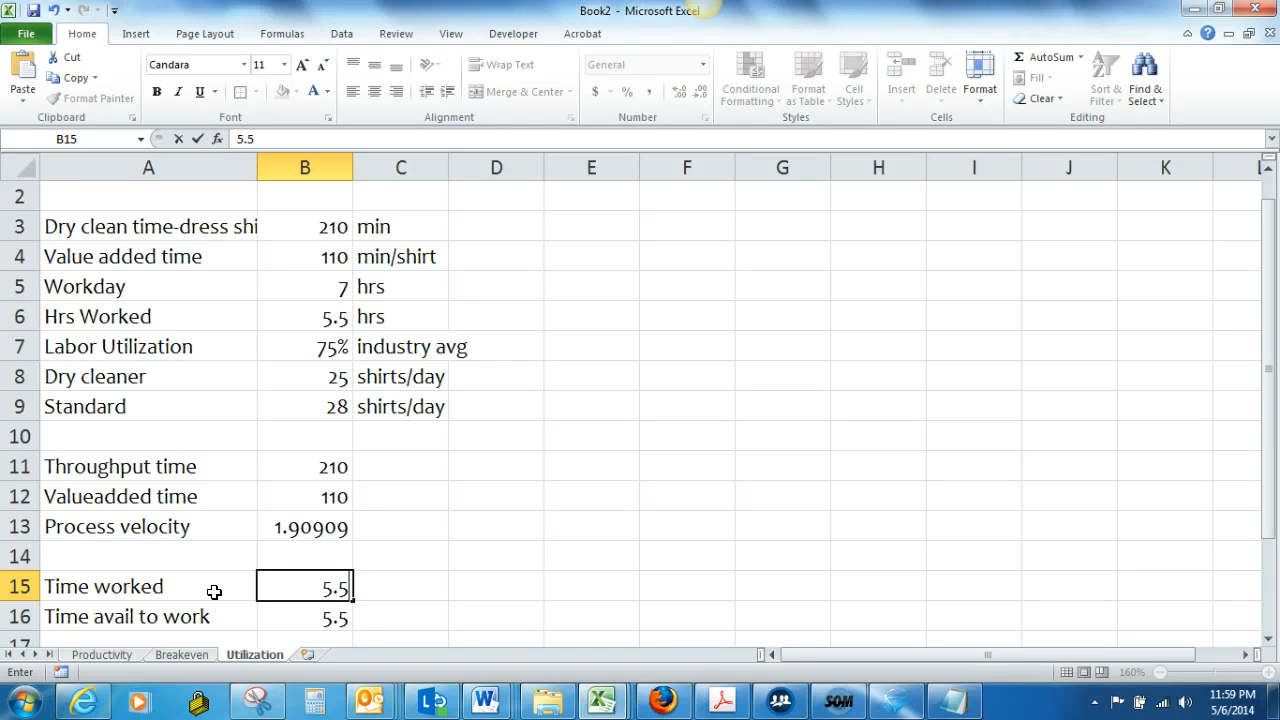 Book2 - Microsoft Excel
File Home Insert Page Layout Formulas Data Review View Developer Acrobat
Paste
Cut
Copy
Format Painter
Clipboard
Candara 11
B I U
Font
Wrap Text
Merge & Center
Alignment
General
$ % ,
Number
Conditional Formatting
Format as Table
Cell Styles
Styles
Insert Delete Format
Cells
AutoSum
Fill
Clear
Sort & Filter
Find & Select
Editing
B15 fx 5.5
A B C D E F G H I J K L
2
3 Dry clean time-dress shi 210 min
4 Value added time 110 min/shirt
5 Workday 7 hrs
6 Hrs Worked 5.5 hrs
7 Labor Utilization 75% industry avg
8 Dry cleaner 25 shirts/day
9 Standard 28 shirts/day
10
11 Throughput time 210
12 Valueadded time 110
13 Process velocity 1.90909
14
15 Time worked 5.5
16 Time avail to work 5.5
17
Productivity Breakeven Utilization
Enter 160%
SOM
11:59 PM
5/6/2014